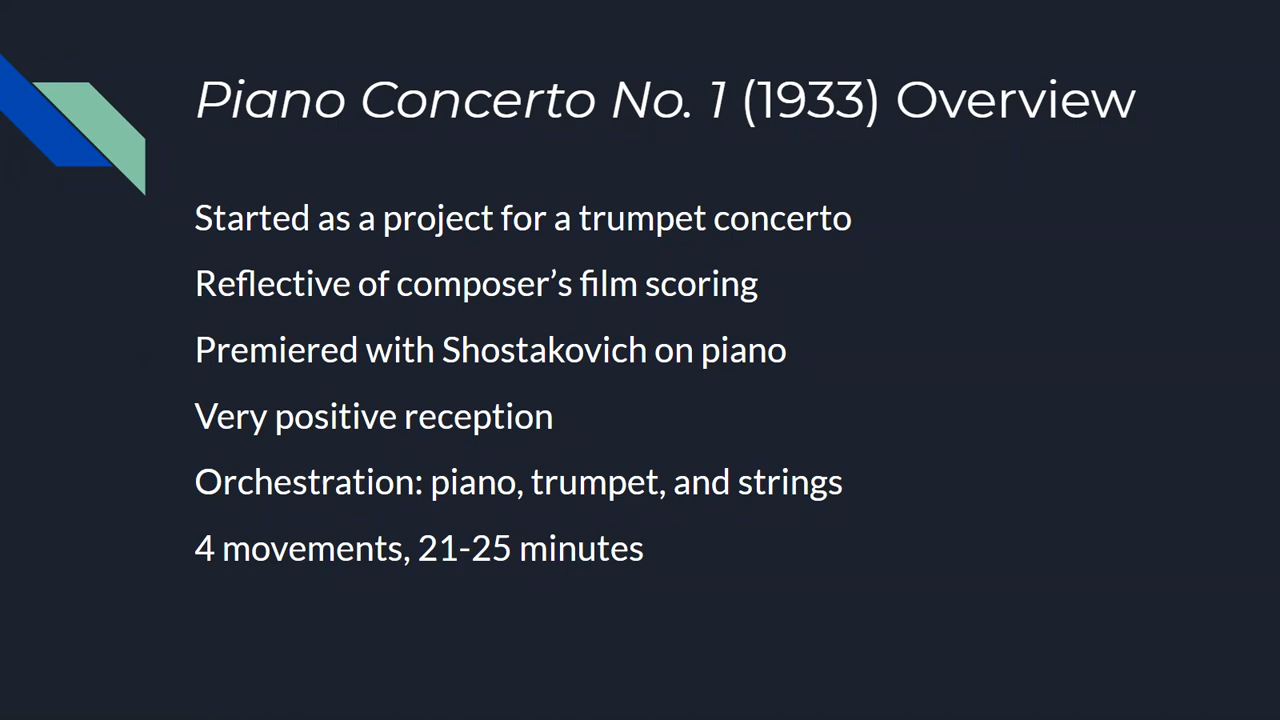 Piano Concerto No. 1 (1933) Overview
Started as a project for a trumpet concerto
Reflective of composer’s film scoring
Premiered with Shostakovich on piano
Very positive reception
Orchestration: piano, trumpet, and strings
4 movements, 21-25 minutes